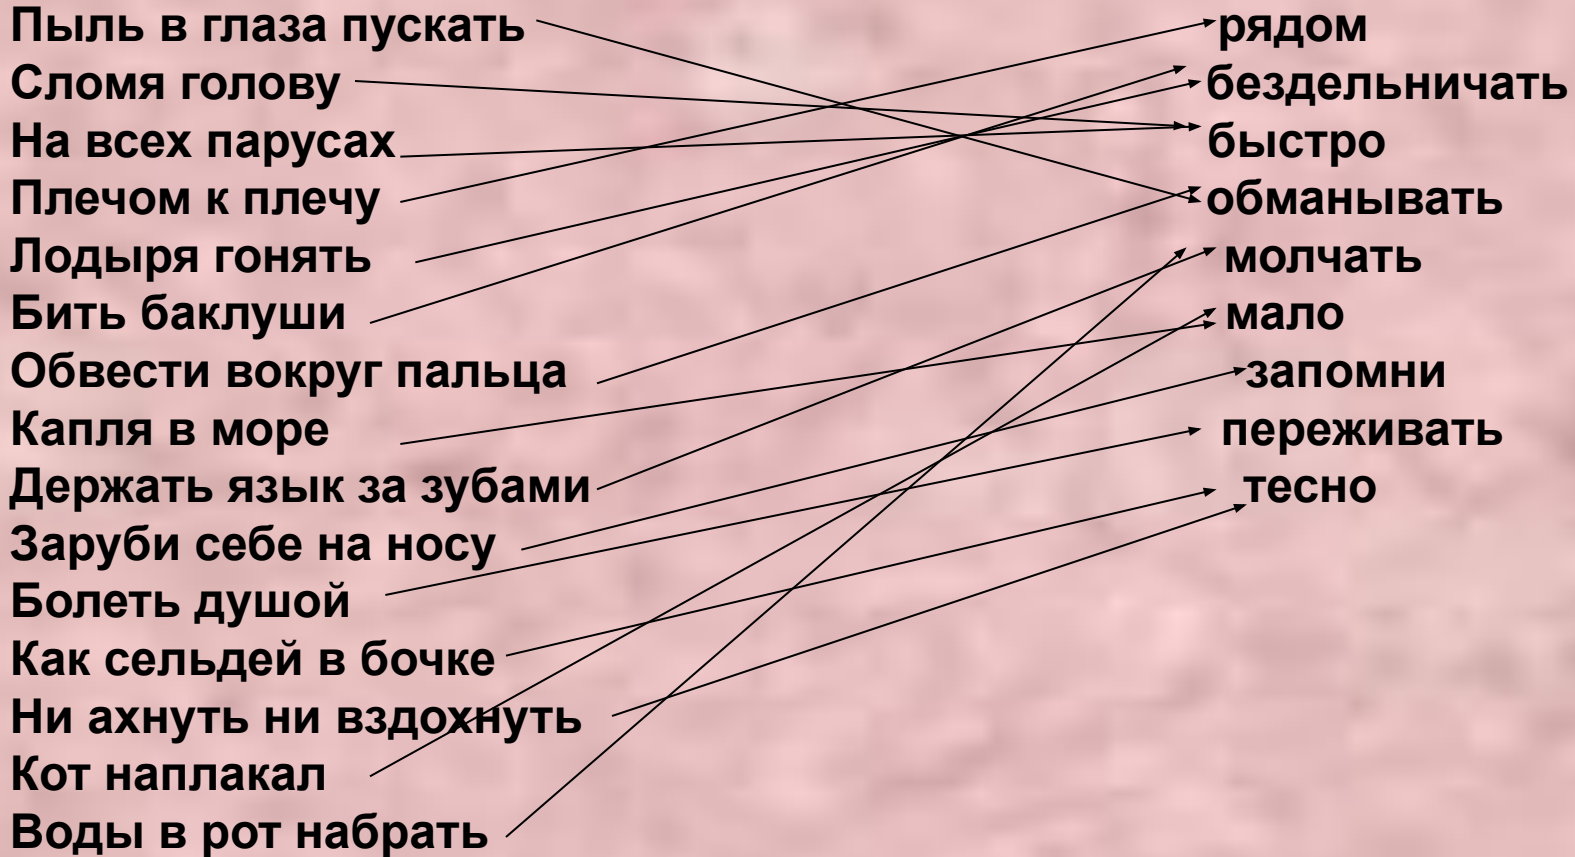 Пыль в глаза пускать
Сломя голову
На всех парусах
Плечом к плечу
Лодыря гонять
Бить баклуши
Обвести вокруг пальца
Капля в море
Держать язык за зубами
Заруби себе на носу
Болеть душой
Как сельдей в бочке
Ни ахнуть ни вздохнуть
Кот наплакал
Воды в рот набрать
рядом
бездельничать
быстро
обманывать
молчать
мало
запомни
переживать
тесно